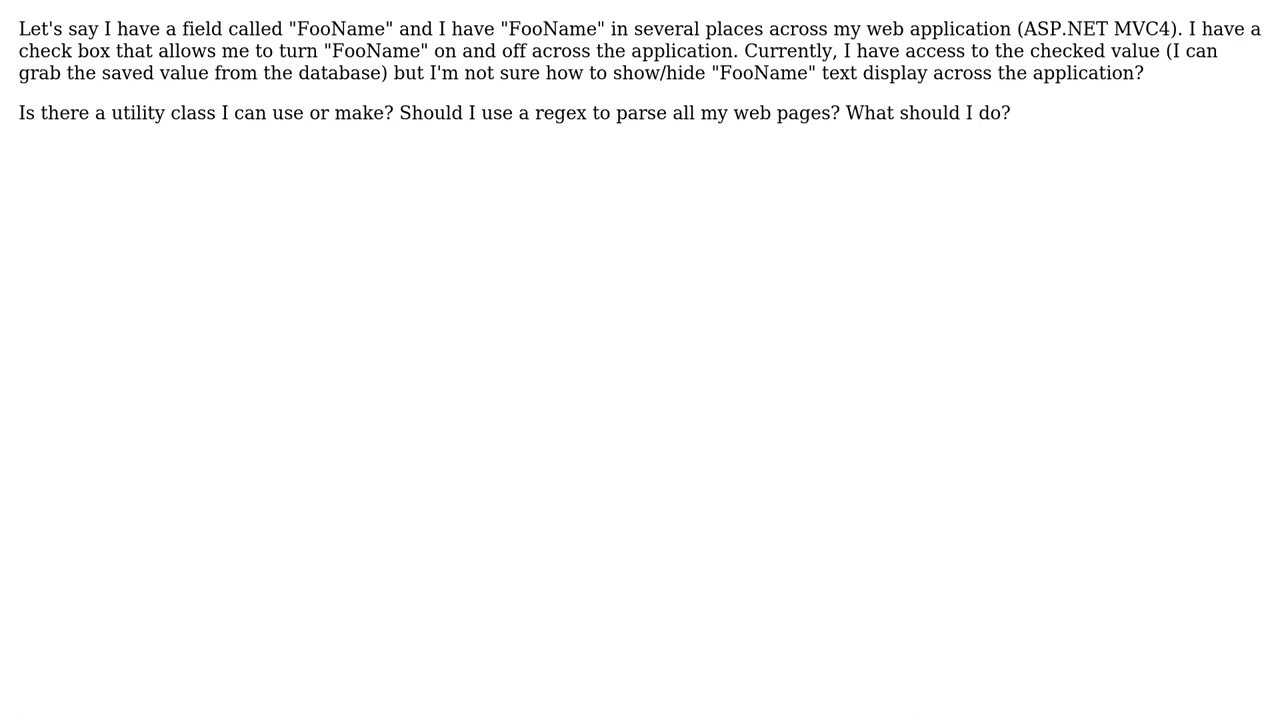 Let's say I have a field called "FooName" and I have "FooName" in several places across my web application (ASP.NET MVC4). I have a
check box that allows me to turn "FooName" on and off across the application. Currently, I have access to the checked value (I can
grab the saved value from the database) but I'm not sure how to show/hide "FooName" text display across the application?
Is there a utility class I can use or make? Should I use a regex to parse all my web pages? What should I do?